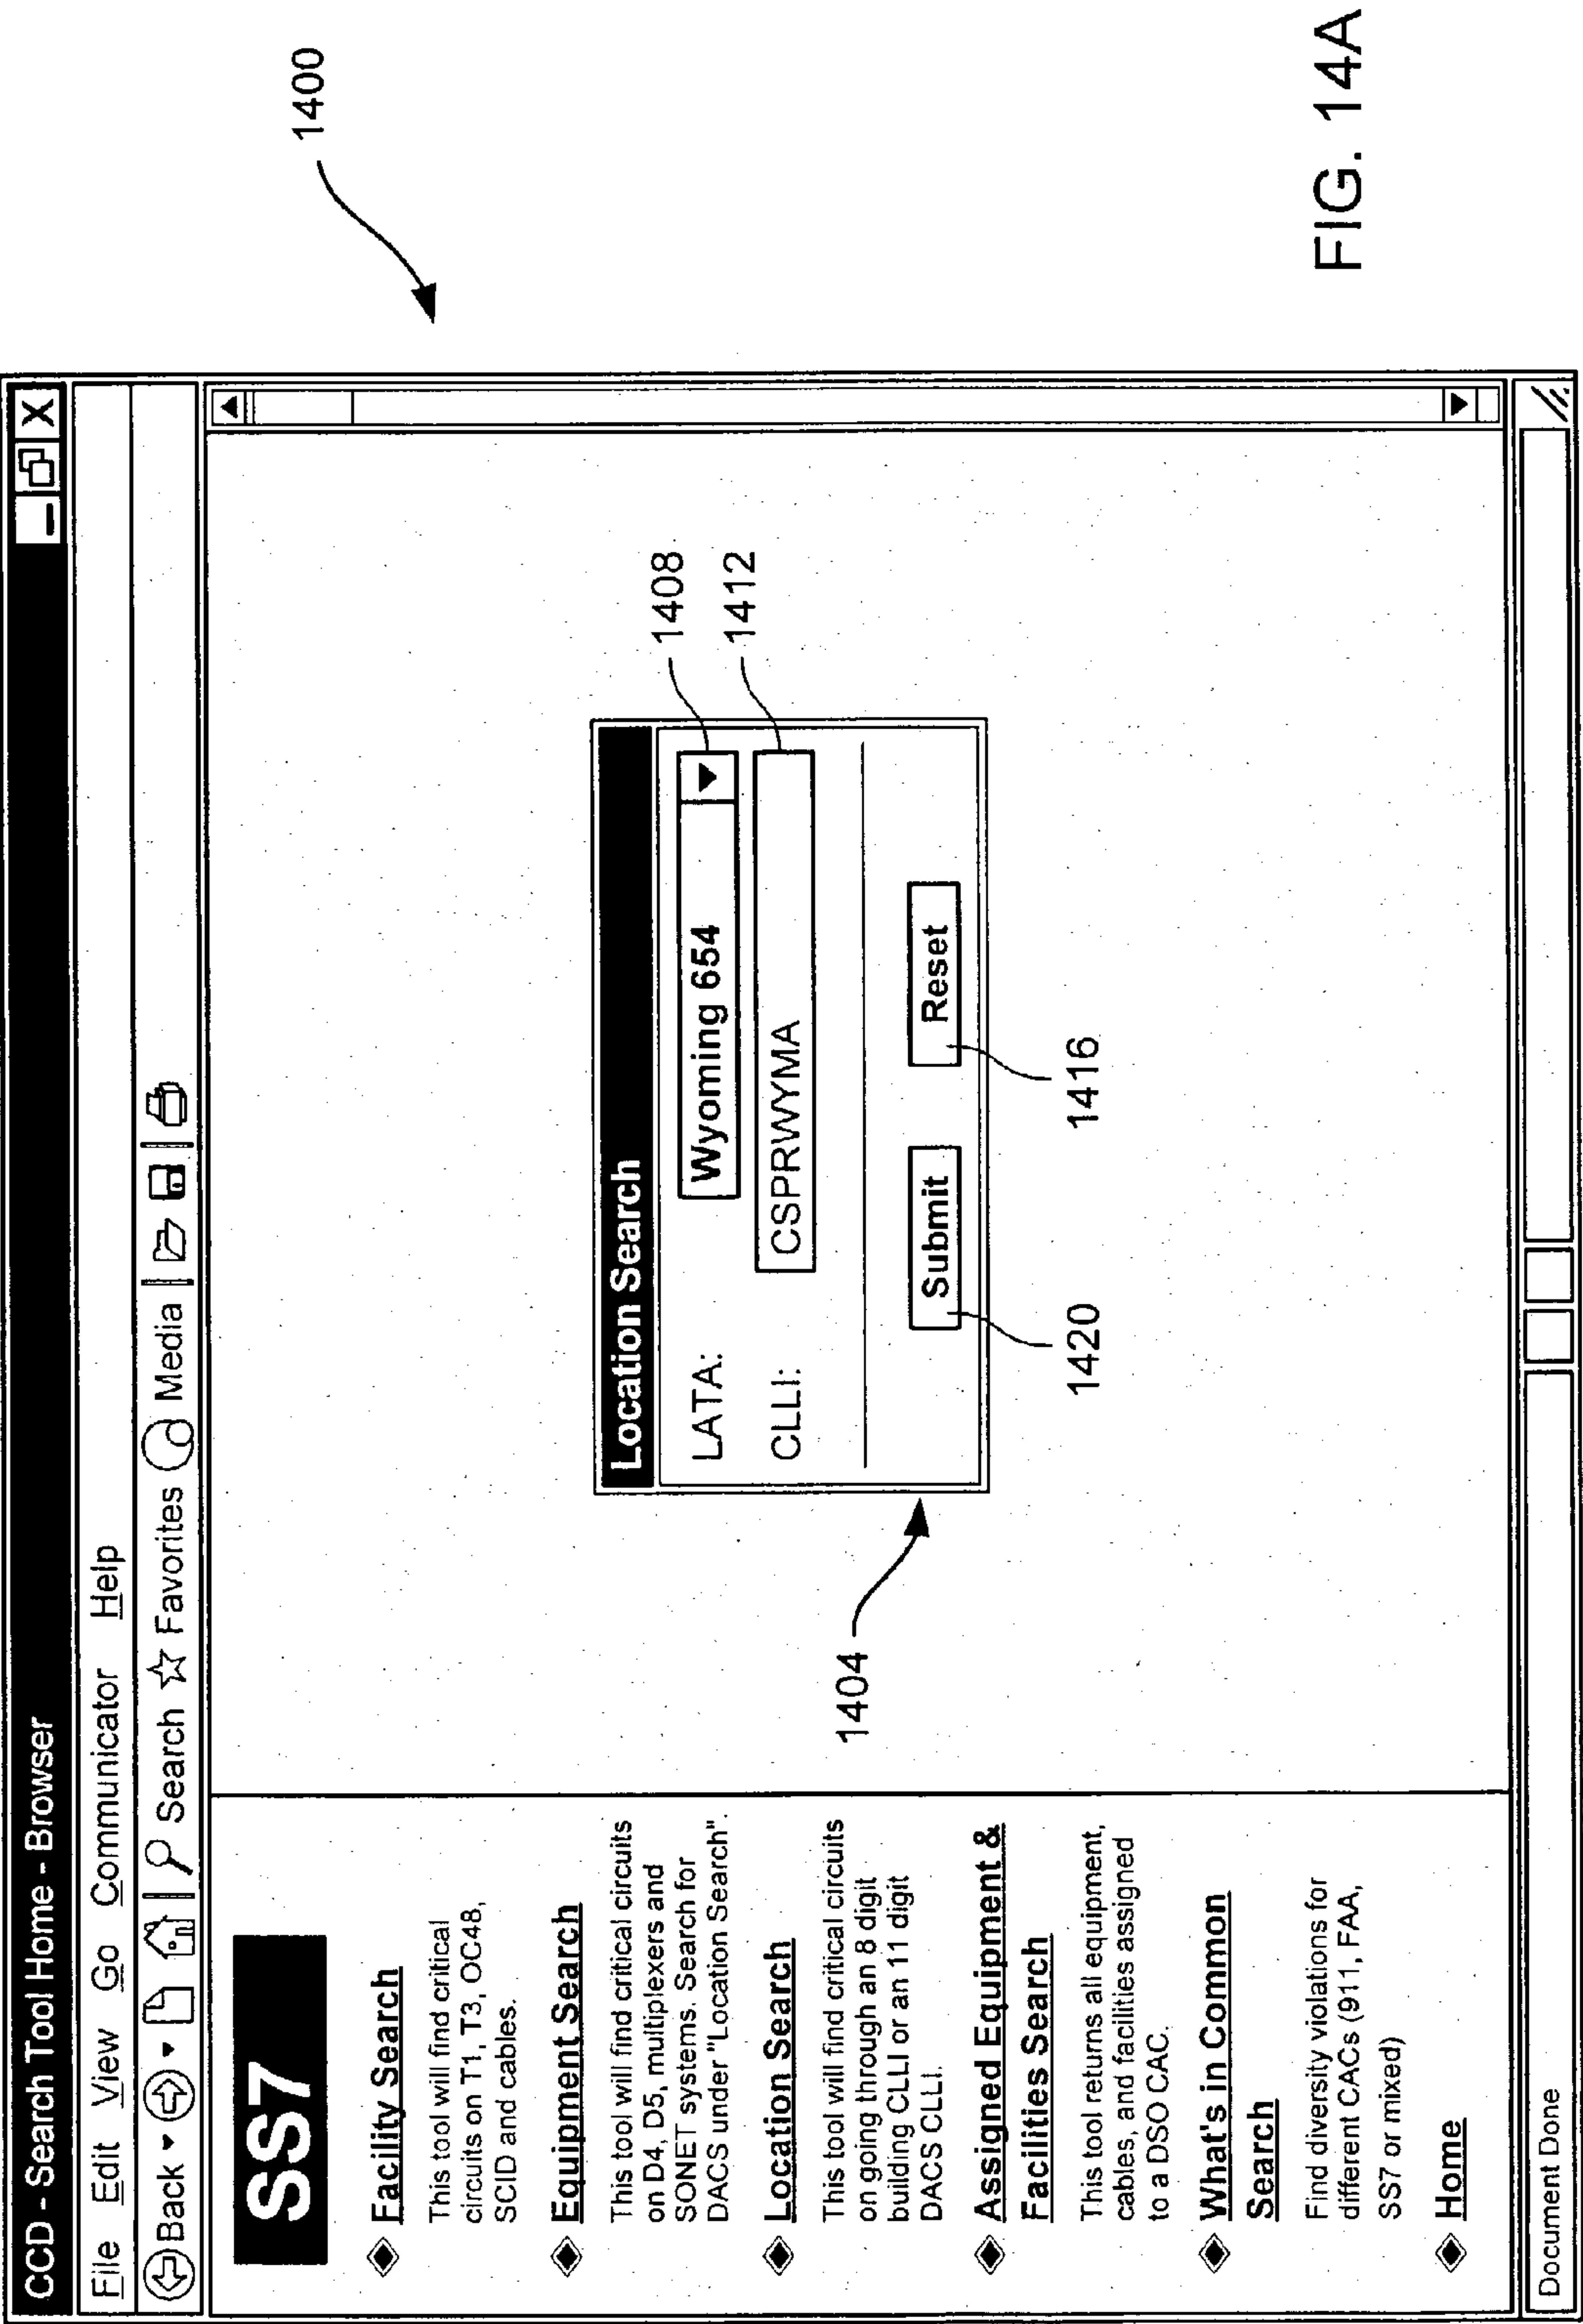 CCD - Search Tool Home - Browser
File Edit View Go Communicator Help
Back Search Favorites Media
SS7
Facility Search
This tool will find critical
circuits on T1, T3, OC48,
SCID and cables.
Equipment Search
This tool will find critical circuits
on D4, D5, multiplexers and
SONET systems. Search for
DACS under "Location Search".
Location Search
This tool will find critical circuits
on going through an 8 digit
building CLLI or an 11 digit
DACS CLLI.
Assigned Equipment &
Facilities Search
This tool returns all equipment,
cables, and facilities assigned
to a DSO CAC.
What's in Common
Search
Find diversity violations for
different CACs (911, FAA,
SS7 or mixed)
Home
Location Search
LATA: Wyoming 654
CLLI: CSPRWYMA
Submit Reset
1404
1408
1412
1420
1416
Document Done
1400
FIG. 14A